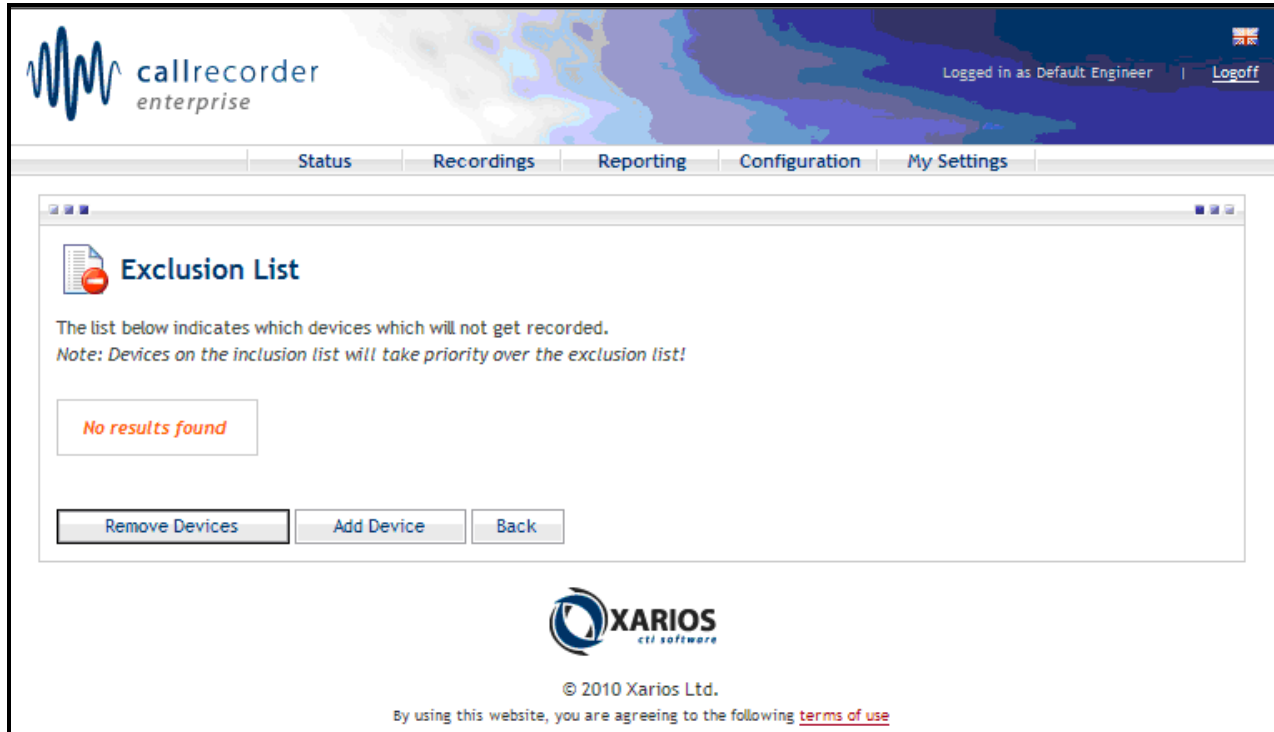 callrecorder
enterprise
Logged in as Default Engineer | Logoff
Status Recordings Reporting Configuration My Settings
Exclusion List
The list below indicates which devices which will not get recorded.
Note: Devices on the inclusion list will take priority over the exclusion list!
No results found
Remove Devices Add Device Back
XARIOS
cti software
© 2010 Xarios Ltd.
By using this website, you are agreeing to the following terms of use